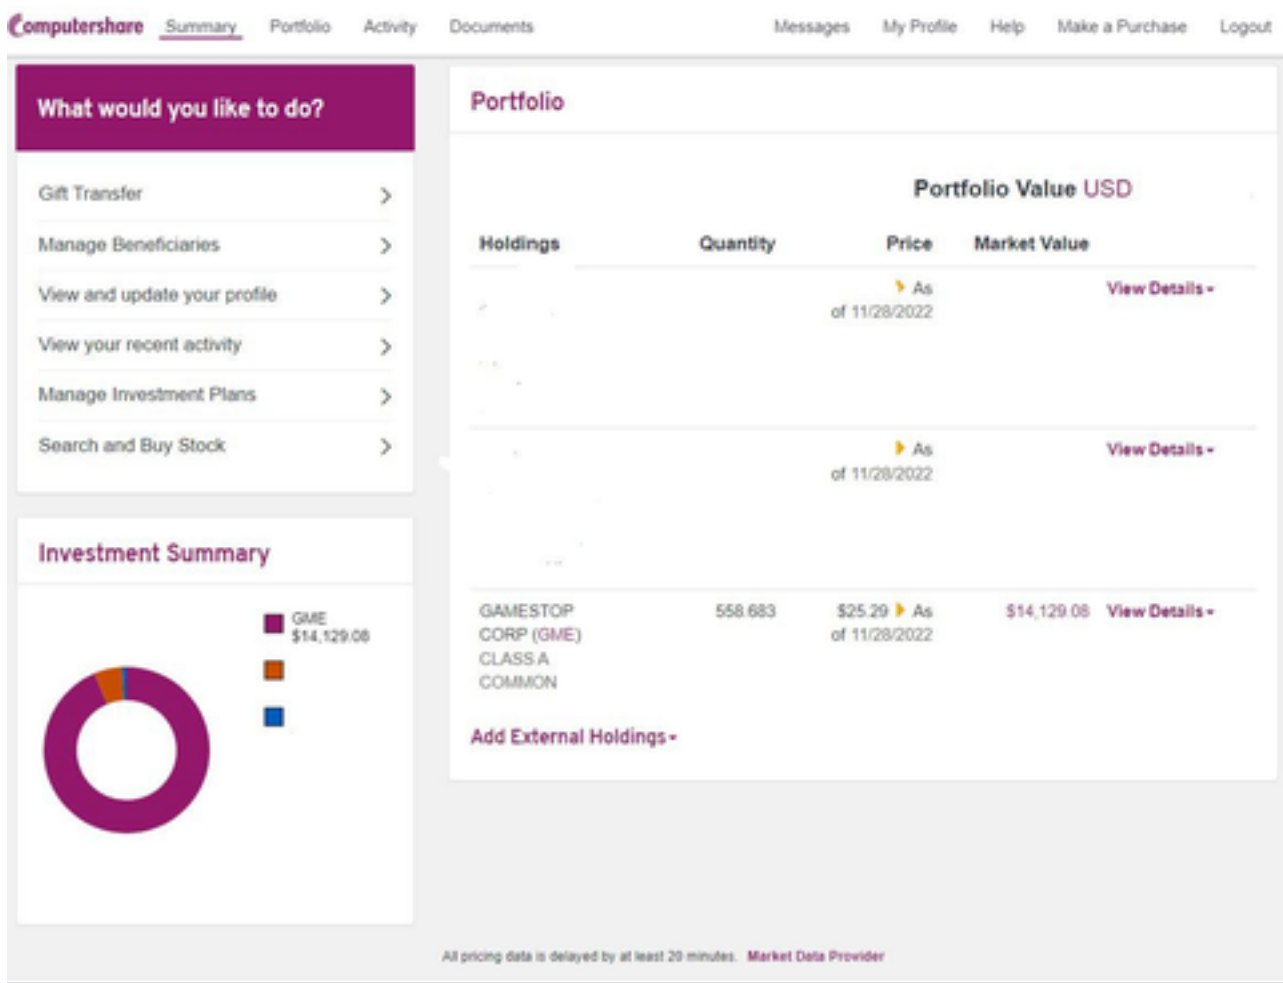 Computershare Summary Portfolio Activity Documents Messages My Profile Help Make a Purchase Logout
What would you like to do?
Gift Transfer
Manage Beneficiaries
View and update your profile
View your recent activity
Manage Investment Plans
Search and Buy Stock
Investment Summary
GME
$14,129.08
Portfolio
Portfolio Value USD
Holdings Quantity Price Market Value
As View Details
of 11/28/2022
As View Details
of 11/28/2022
GAMESTOP 558.683 $25.29 As $14,129.08 View Details
CORP (GME) of 11/28/2022
CLASS A
COMMON
Add External Holdings
All pricing data is delayed by at least 20 minutes. Market Data Provider